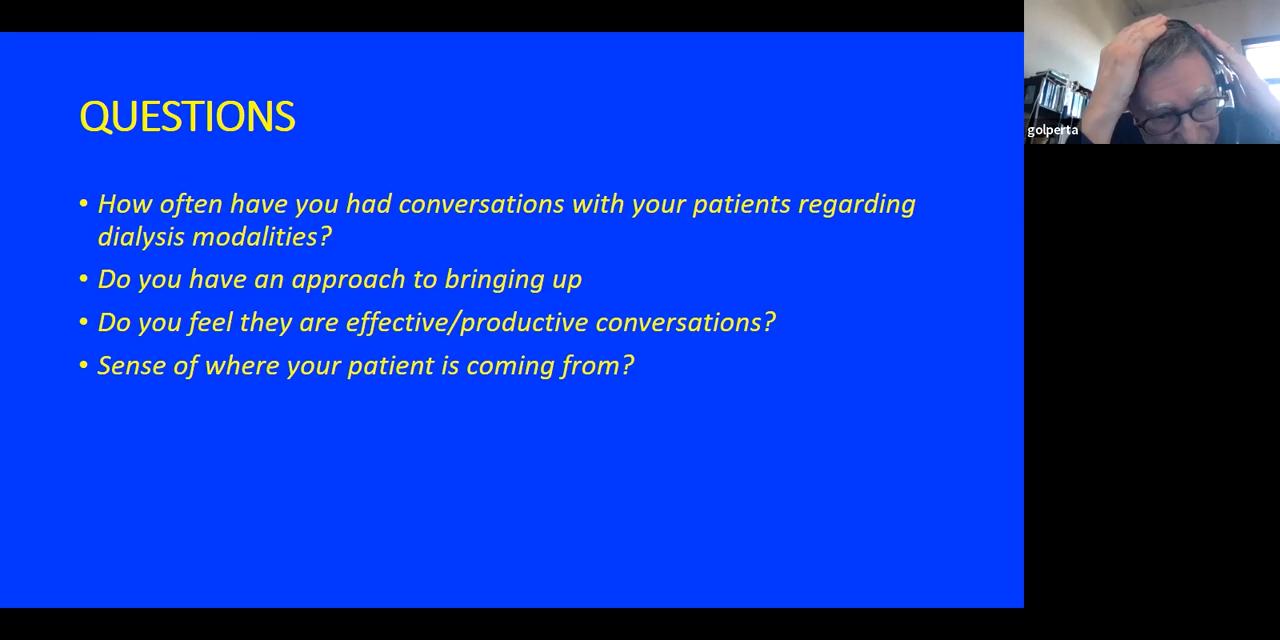 QUESTIONS
• How often have you had conversations with your patients regarding
dialysis modalities?
• Do you have an approach to bringing up
• Do you feel they are effective/productive conversations?
• Sense of where your patient is coming from?
golperta